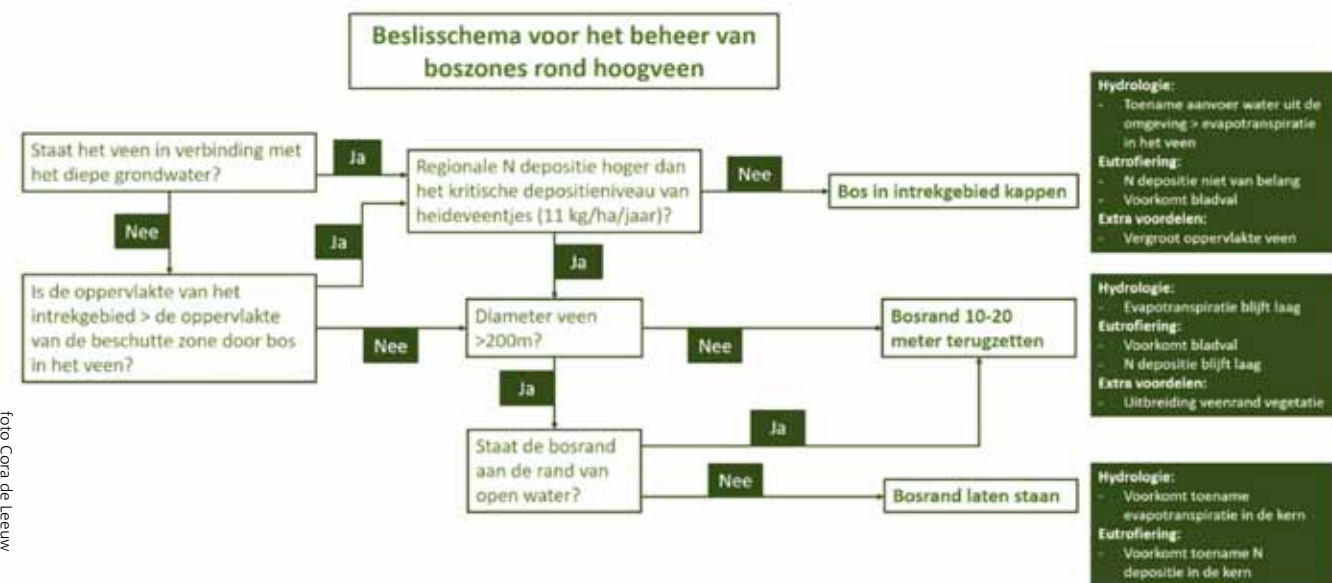 Beslisschema voor het beheer van
boszones rond hoogveen
Staat het veen in verbinding met
het diepe grondwater?
Ja
Nee
Regionale N depositie hoger dan
het kritische depositieniveau van
heideveentjes (11 kg/ha/jaar)?
Nee
Bos in intrekgebied kappen
Ja
Ja
Is de oppervlakte van het
intrekgebied > de oppervlakte
van de beschutte zone door bos
in het veen?
Nee
Diameter veen
>200m?
Nee
Bosrand 10-20
meter terugzetten
Ja
Staat de bosrand
aan de rand van
open water?
Ja
Nee
Bosrand laten staan
Hydrologie:
- Toename aanvoer water uit de
omgeving > evapotranspiratie
in het veen
Eutrofiering:
- N depositie niet van belang
- Voorkomt bladval
Extra voordelen:
- Vergroot oppervlakte veen
Hydrologie:
- Evapotranspiratie blijft laag
Eutrofiering:
- Voorkomt bladval
- N depositie blijft laag
Extra voordelen:
- Uitbreiding veenrand vegetatie
Hydrologie:
- Voorkomt toename
evapotranspiratie in de kern
Eutrofiering:
- Voorkomt toename N
depositie in de kern
foto Cora de Leeuw